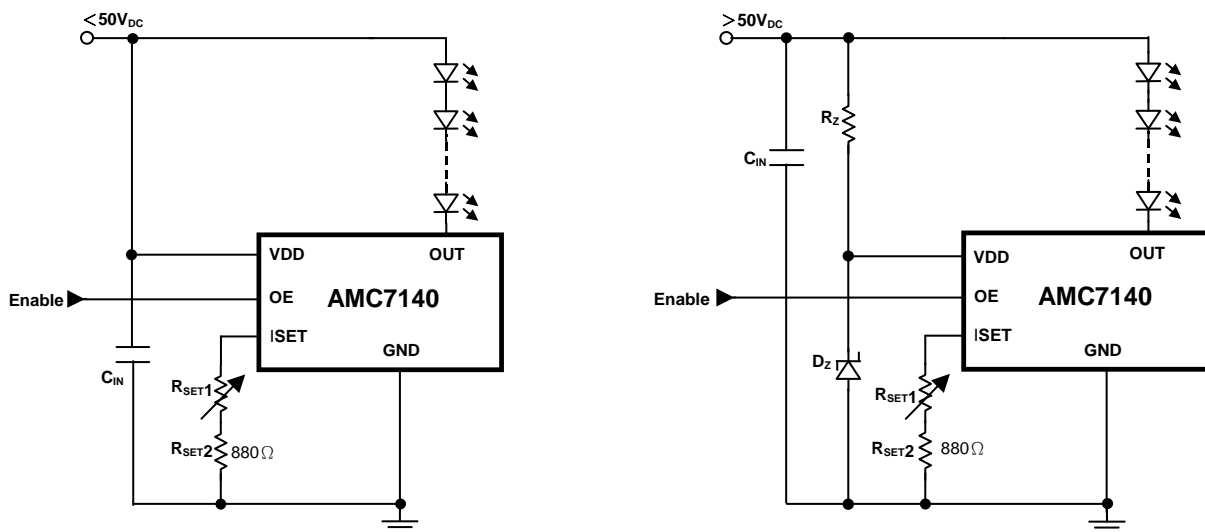 <50VDC
VDD
OUT
Enable
OE
AMC7140
ISET
GND
CIN
RSET1
RSET2
880Ω
>50VDC
RZ
CIN
VDD
OUT
Enable
OE
AMC7140
ISET
GND
DZ
RSET1
RSET2
880Ω